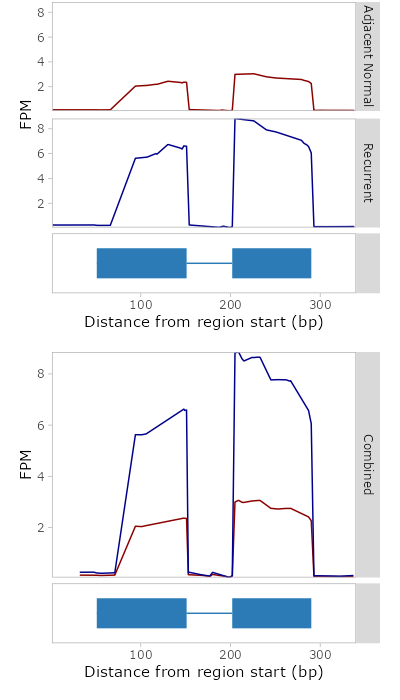 8
6
4
2
Adjacent Normal
FPM
8
6
4
2
Recurrent
100 200 300
Distance from region start (bp)
8
6
4
2
FPM
Combined
100 200 300
Distance from region start (bp)